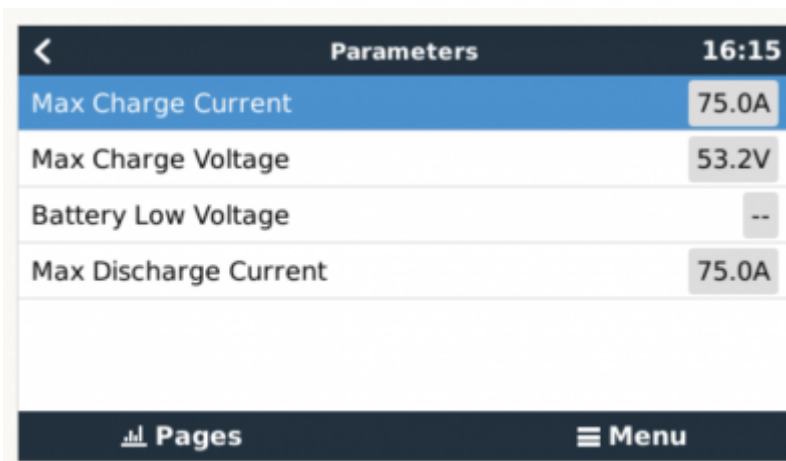 Parameters 16:15
Max Charge Current 75.0A
Max Charge Voltage 53.2V
Battery Low Voltage --
Max Discharge Current 75.0A
Pages Menu